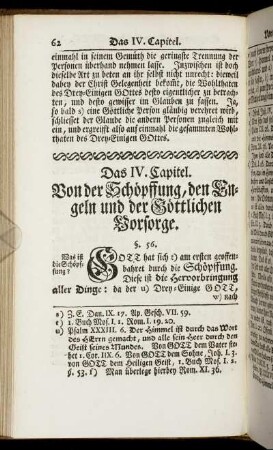 62 Das IV. Capitel.
einmahl in seinem Gemüth die geringste Trennung der
Personen überhand nehmen lasse. Inzwischen ist doch
dieselbe Art zu beten an ihr selbst nicht unrecht: dieweil
dabey der Christ Gelegenheit bekömt, die Wohlthaten
des Drey-Einigen GOttes desto eigentlicher zu betrach-
ten, und desto gewisser im Glauben zu fassen. Ja,
so bald s) eine Göttliche Person gläubig verehret wird,
schliesset der Glaube die andern Personen zugleich mit
ein, und ergreifft also auf einmahl die gesammten Wohl-
thaten des Drey-Einigen GOttes.
Das IV. Capitel.
Von der Schöpffung, den En-
geln und der Göttlichen
Vorsorge.
§. 56.
Was ist
die Schöpf-
fung?
GOTT hat sich t) am ersten geoffen-
bahret durch die Schöpffung.
Diese ist die Hervorbringung
aller Dinge: da der u) Drey-Einige GOTT,
w) nach
s) Z. E. Dan. IX. 17. Ap. Gesch. VII. 59.
t) 1. Buch Mos. I, 1. Rom. I. 19. 20.
u) Psalm XXXIII. 6. Der Himmel ist durch das Wort
des HErrn gemacht, und alle sein Heer durch den
Geist seines Mundes. Von GOTT dem Vater ste-
het 1. Cor. IIX. 6. Von GOTT dem Sohne, Joh. I. 3.
von GOTT dem Heiligen Geist, 1. Buch Mos. I. 2.
§. 53. f) Man überlege hierbey Rom. XI. 36.